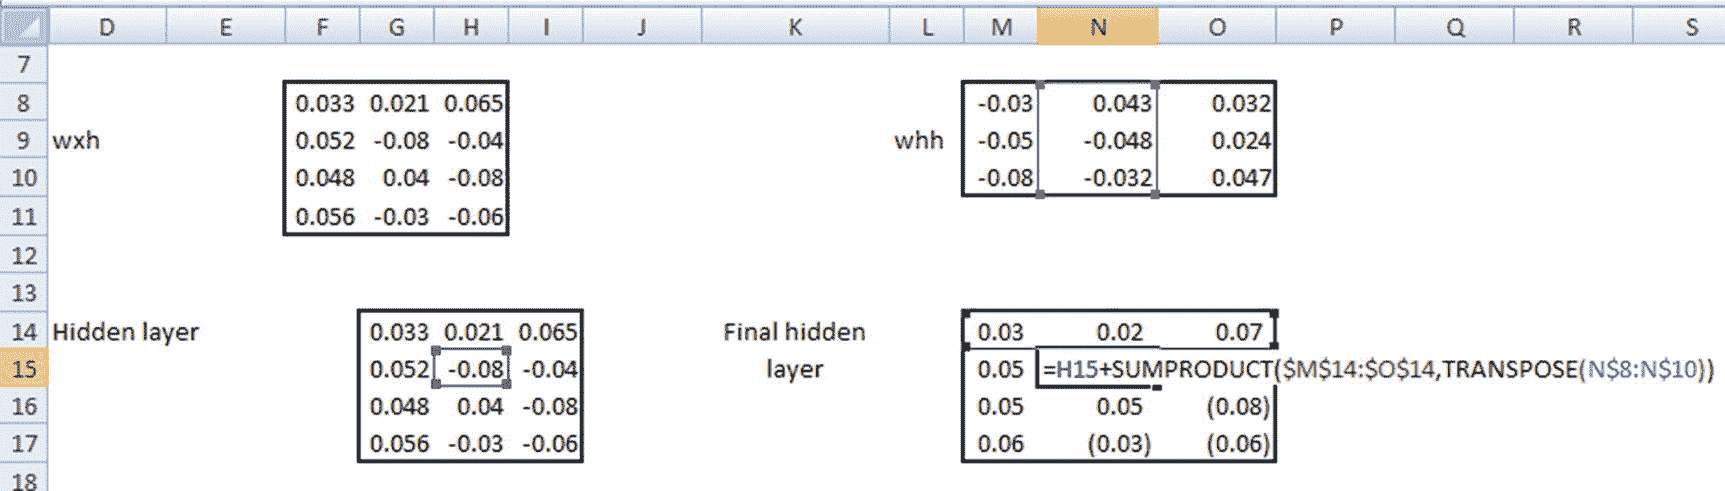 D E F G H I J K L M N O P Q R S
7
8 0.033 0.021 0.065 -0.03 0.043 0.032
9 wxh 0.052 -0.08 -0.04 whh -0.05 -0.048 0.024
10 0.048 0.04 -0.08 -0.08 -0.032 0.047
11 0.056 -0.03 -0.06
12
13
14 Hidden layer 0.033 0.021 0.065 Final hidden 0.03 0.02 0.07
15 0.052 -0.08 -0.04 layer 0.05 =H15+SUMPRODUCT($M$14:$O$14,TRANSPOSE(N$8:N$10))
16 0.048 0.04 -0.08 0.05 0.05 (0.08)
17 0.056 -0.03 -0.06 0.06 (0.03) (0.06)
18